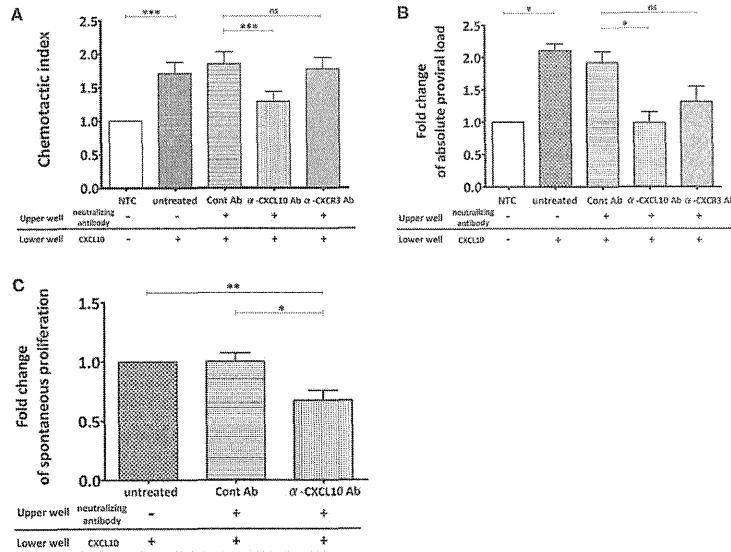 A
Chemotactic index
2.5
2.0
1.5
1.0
0.5
0.0
***
ns
***
NTC untreated Cont Ab α-CXCL10 Ab α-CXCR3 Ab
Upper well neutralizing antibody - - + + +
Lower well CXCL10 - + + + +
B
Fold change
of absolute proviral load
2.5
2.0
1.5
1.0
0.5
0.0
*
ns
*
NTC untreated Cont Ab α-CXCL10 Ab α-CXCR3 Ab
Upper well neutralizing antibody - - + + +
Lower well CXCL10 - + + + +
C
Fold change
of spontaneous proliferation
1.5
1.0
0.5
0.0
**
*
untreated Cont Ab α-CXCL10 Ab
Upper well neutralizing antibody - + +
Lower well CXCL10 + + +